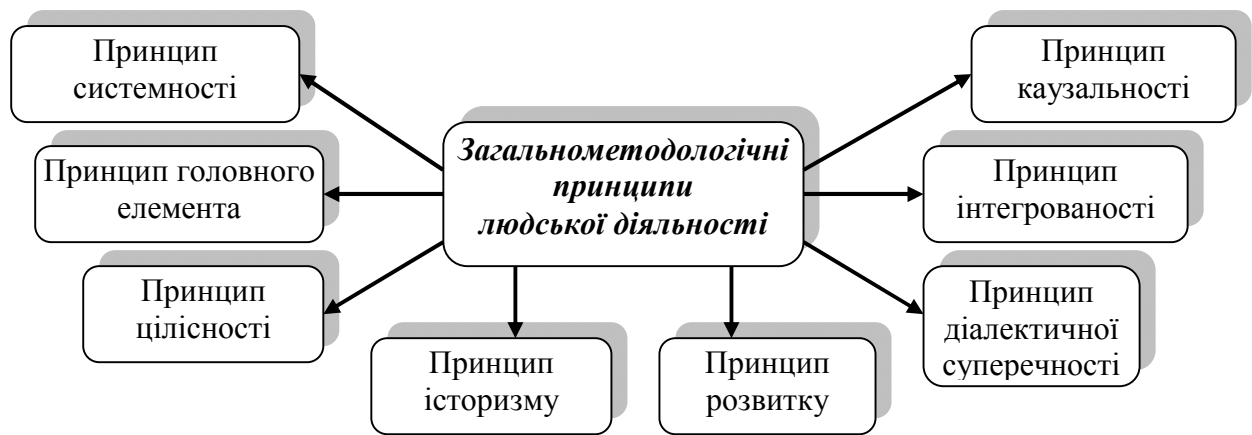 Принцип
системності
Принцип
каузальності
Загальнометодологічні
принципи
людської діяльності
Принцип головного
елемента
Принцип
інтегрованості
Принцип
цілісності
Принцип
діалектичної
суперечності
Принцип
історизму
Принцип
розвитку